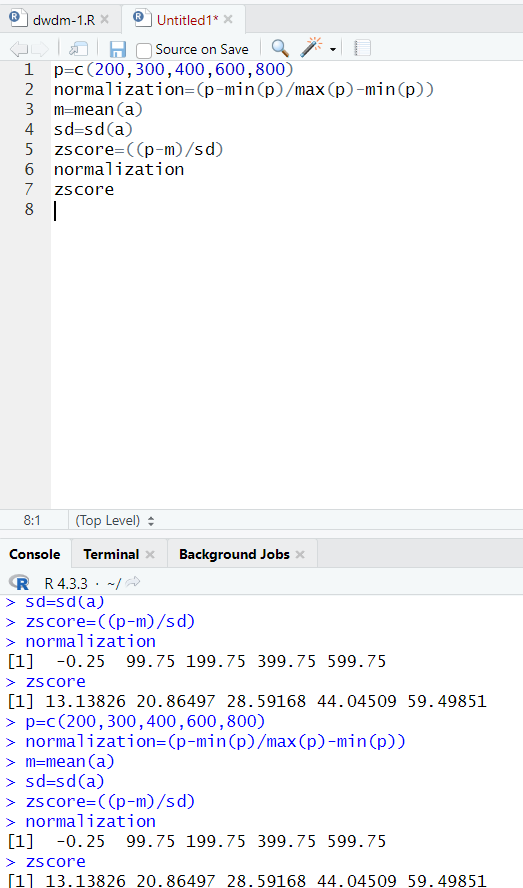 dwdm-1.R Untitled1*
Source on Save
1 p=c(200,300,400,600,800)
2 normalization=(p-min(p)/max(p)-min(p))
3 m=mean(a)
4 sd=sd(a)
5 zscore=((p-m)/sd)
6 normalization
7 zscore
8
8:1 (Top Level)
Console Terminal Background Jobs
R R 4.3.3 · ~/
> sd=sd(a)
> zscore=((p-m)/sd)
> normalization
[1] -0.25 99.75 199.75 399.75 599.75
> zscore
[1] 13.13826 20.86497 28.59168 44.04509 59.49851
> p=c(200,300,400,600,800)
> normalization=(p-min(p)/max(p)-min(p))
> m=mean(a)
> sd=sd(a)
> zscore=((p-m)/sd)
> normalization
[1] -0.25 99.75 199.75 399.75 599.75
> zscore
[1] 13.13826 20.86497 28.59168 44.04509 59.49851